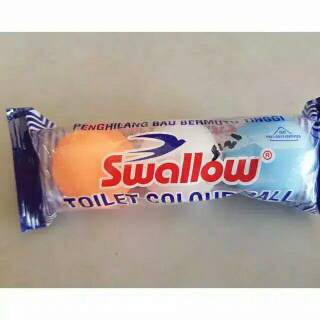 PENGHILANG BAU BERMUTU TINGGI
Swallow®
TOILET COLOUR BALL